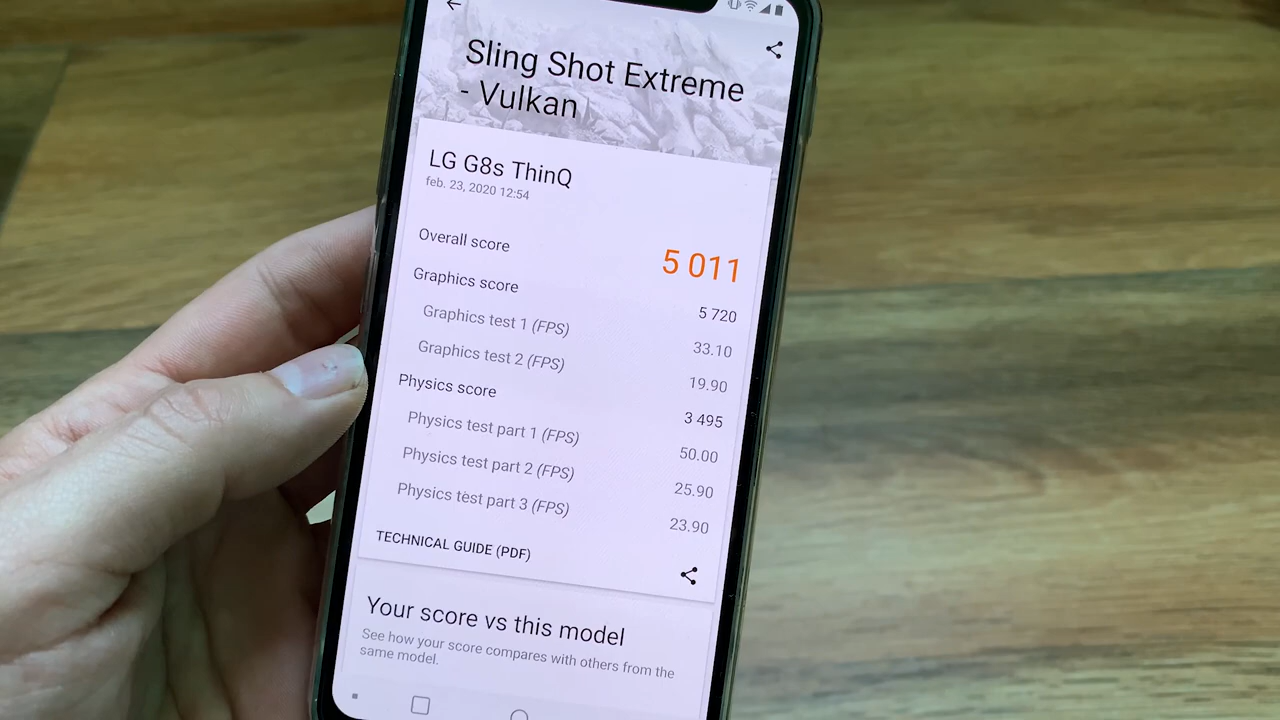 Sling Shot Extreme
- Vulkan
LG G8s ThinQ
feb. 23, 2020 12:54
Overall score 5 011
Graphics score 5 720
Graphics test 1 (FPS) 33.10
Graphics test 2 (FPS) 19.90
Physics score 3 495
Physics test part 1 (FPS) 50.00
Physics test part 2 (FPS) 25.90
Physics test part 3 (FPS) 23.90
TECHNICAL GUIDE (PDF)
Your score vs this model
See how your score compares with others from the
same model.